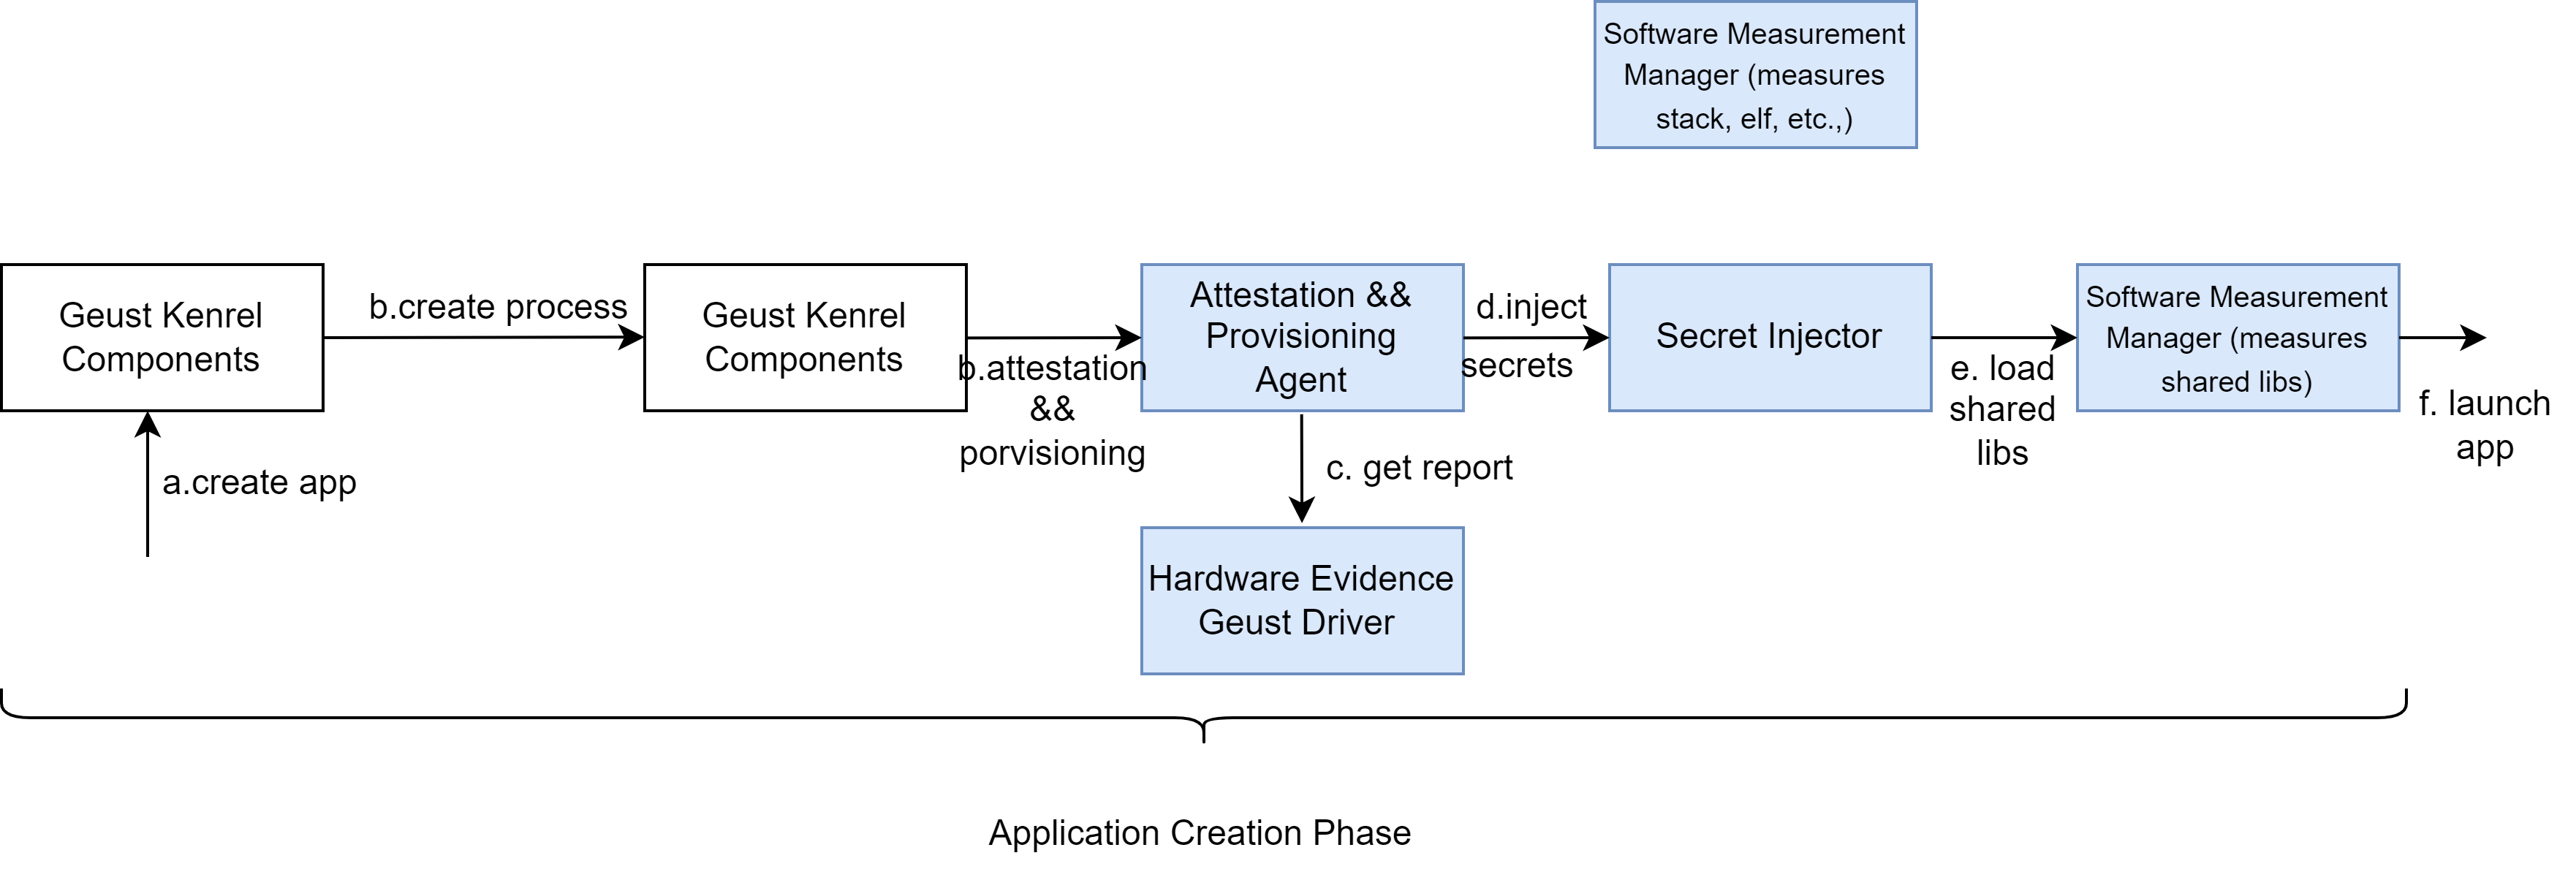 Software Measurement
Manager (measures
stack, elf, etc.,)
Geust Kenrel
Components
b.create process
Geust Kenrel
Components
b.attestation
&&
porvisioning
Attestation &&
Provisioning
Agent
d.inject
secrets
Secret Injector
e. load
shared
libs
Software Measurement
Manager (measures
shared libs)
f. launch
app
a.create app
c. get report
Hardware Evidence
Geust Driver
Application Creation Phase